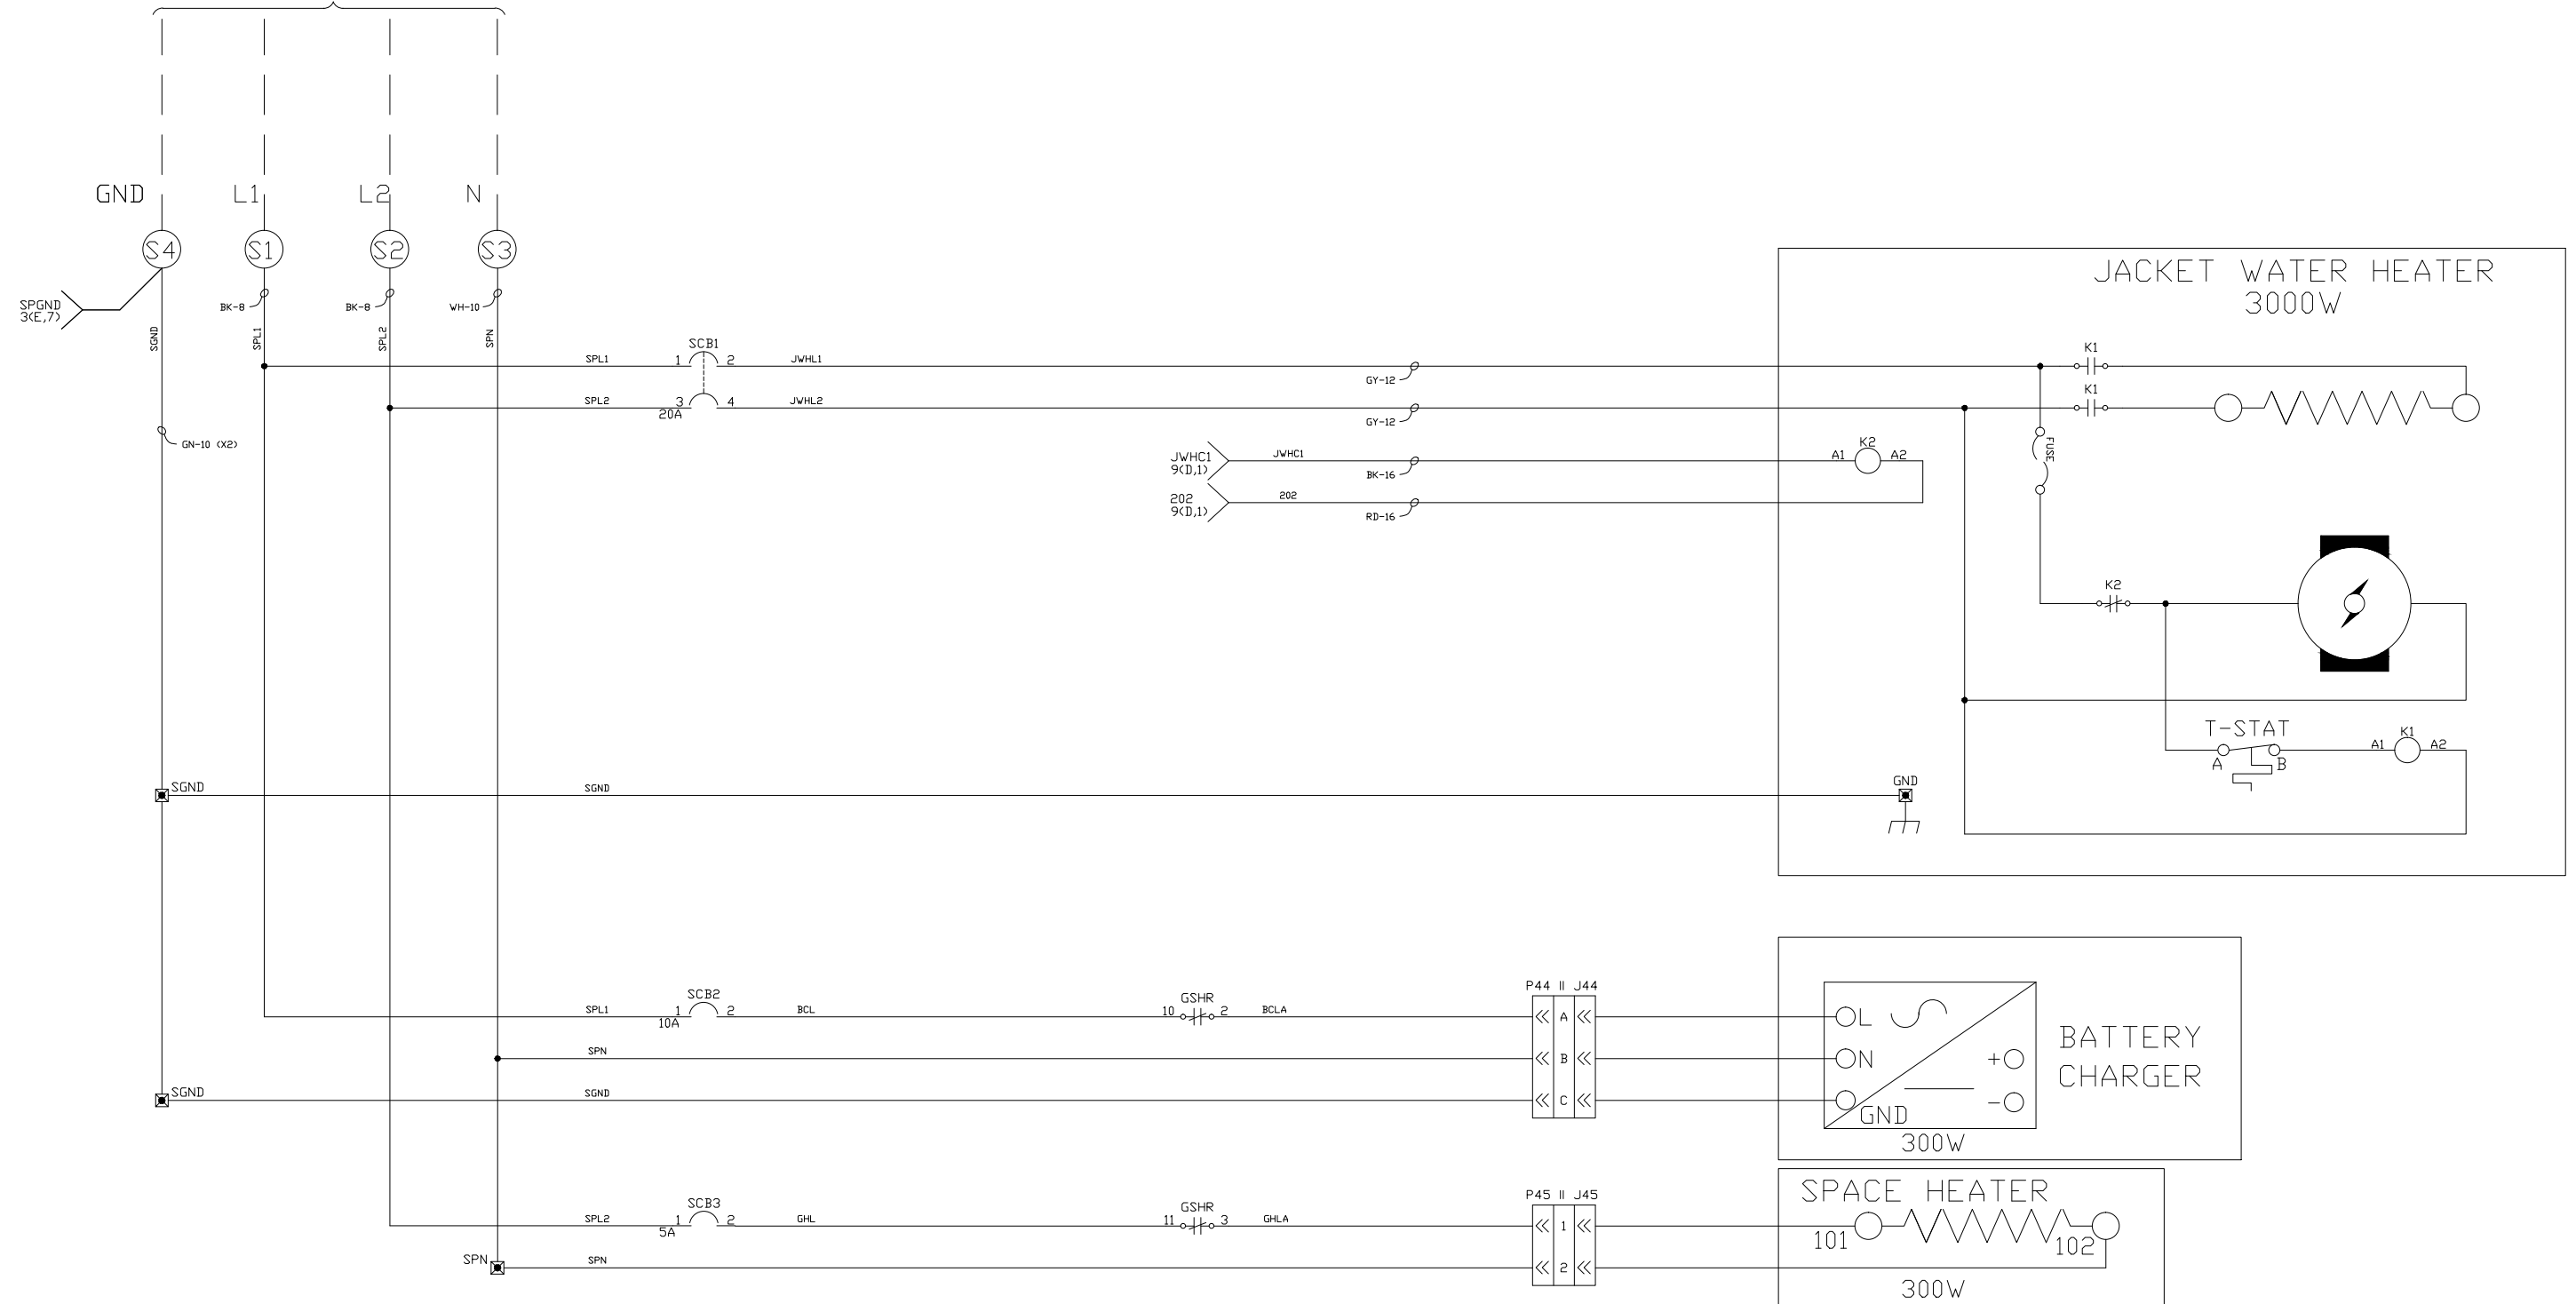 GND L1 L2 N
S4 S1 S2 S3
SPGND
3(E,7)
BK-8 BK-8 WH-10
SGND SPL1 SPL2 SPN
GN-10 (X2)
SPL1 1 SCB1 2 JWHL1
GY-12
SPL2 3 4 JWHL2
20A
GY-12
JWHC1
9(D,1)
JWHC1
BK-16
202
9(D,1)
202
RD-16
JACKET WATER HEATER
3000W
K1
K1
A1 K2 A2
FUSE
K2
T-STAT
A B
A1 K1 A2
SGND SGND GND
SPL1 1 SCB2 2 BCL 10 GSHR 2 BCLA
10A
SPN
SGND SGND
P44 II J44
A
B
C
L
N
GND
+
-
300W
BATTERY
CHARGER
SPL2 1 SCB3 2 GHL 11 GSHR 3 GHLA
5A
SPN SPN
P45 II J45
1
2
SPACE HEATER
101 102
300W